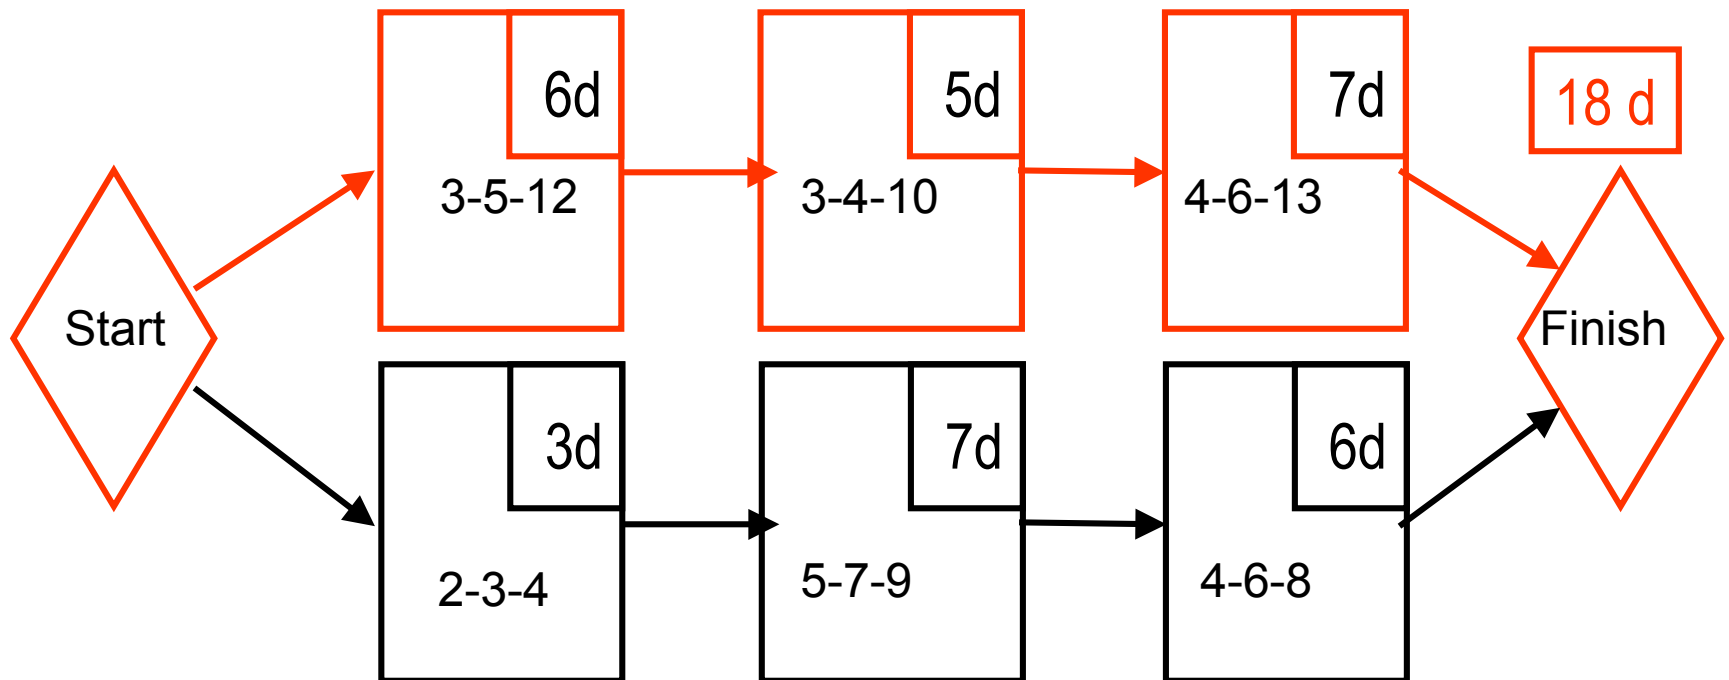 6d
5d
7d
18 d
3-5-12
3-4-10
4-6-13
Start
Finish
3d
7d
6d
2-3-4
5-7-9
4-6-8